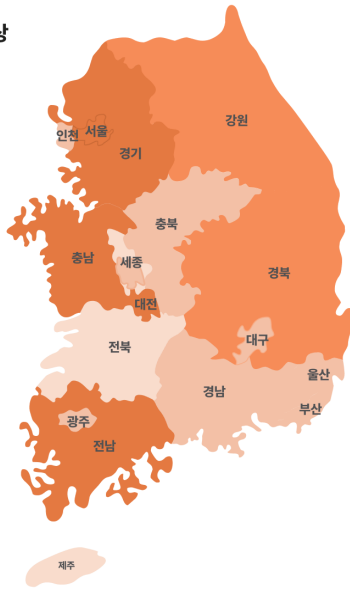 상
강원
인천 서울
경기
충북
충남
세종
경북
대전
대구
전북
울산
경남
부산
광주
전남
제주